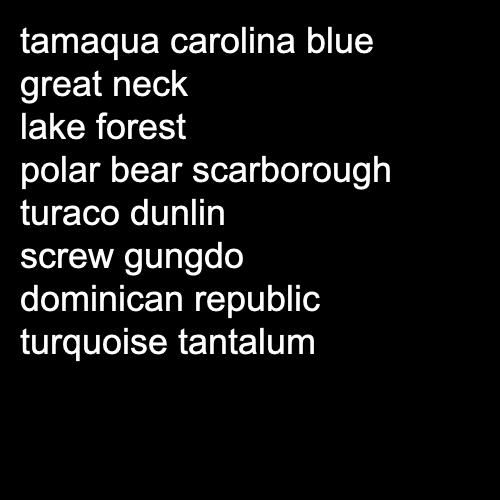 tamaqua carolina blue
great neck
lake forest
polar bear scarborough
turaco dunlin
screw gungdo
dominican republic
turquoise tantalum